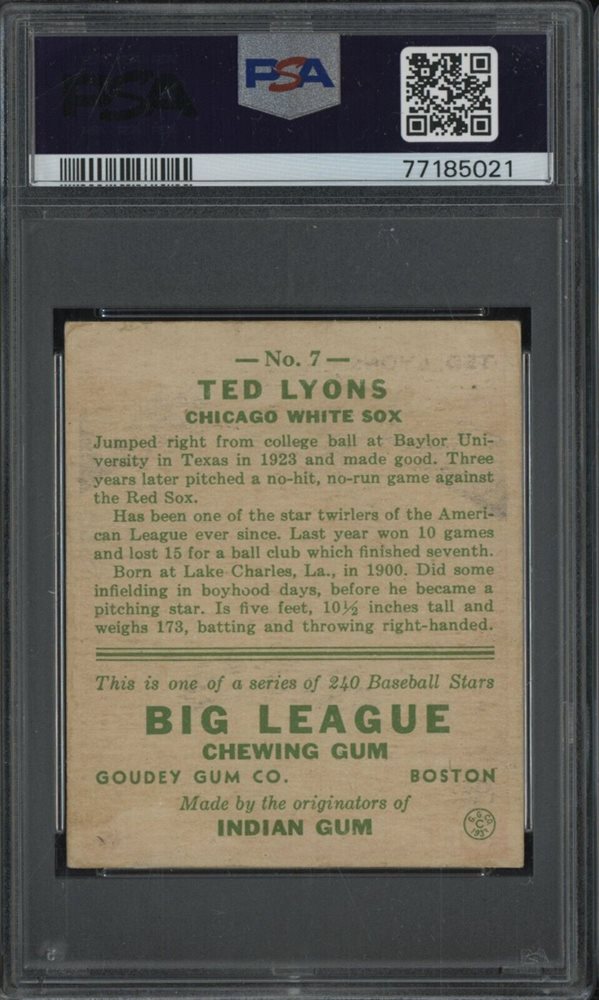 PSA
PSA
77185021
— No. 7 —
TED LYONS
CHICAGO WHITE SOX
Jumped right from college ball at Baylor Uni-
versity in Texas in 1923 and made good. Three
years later pitched a no-hit, no-run game against
the Red Sox.
Has been one of the star twirlers of the Ameri-
can League ever since. Last year won 10 games
and lost 15 for a ball club which finished seventh.
Born at Lake Charles, La., in 1900. Did some
infielding in boyhood days, before he became a
pitching star. Is five feet, 10½ inches tall and
weighs 173, batting and throwing right-handed.
This is one of a series of 240 Baseball Stars
BIG LEAGUE
CHEWING GUM
GOUDEY GUM CO. BOSTON
Made by the originators of
INDIAN GUM
G. G. CO.
C